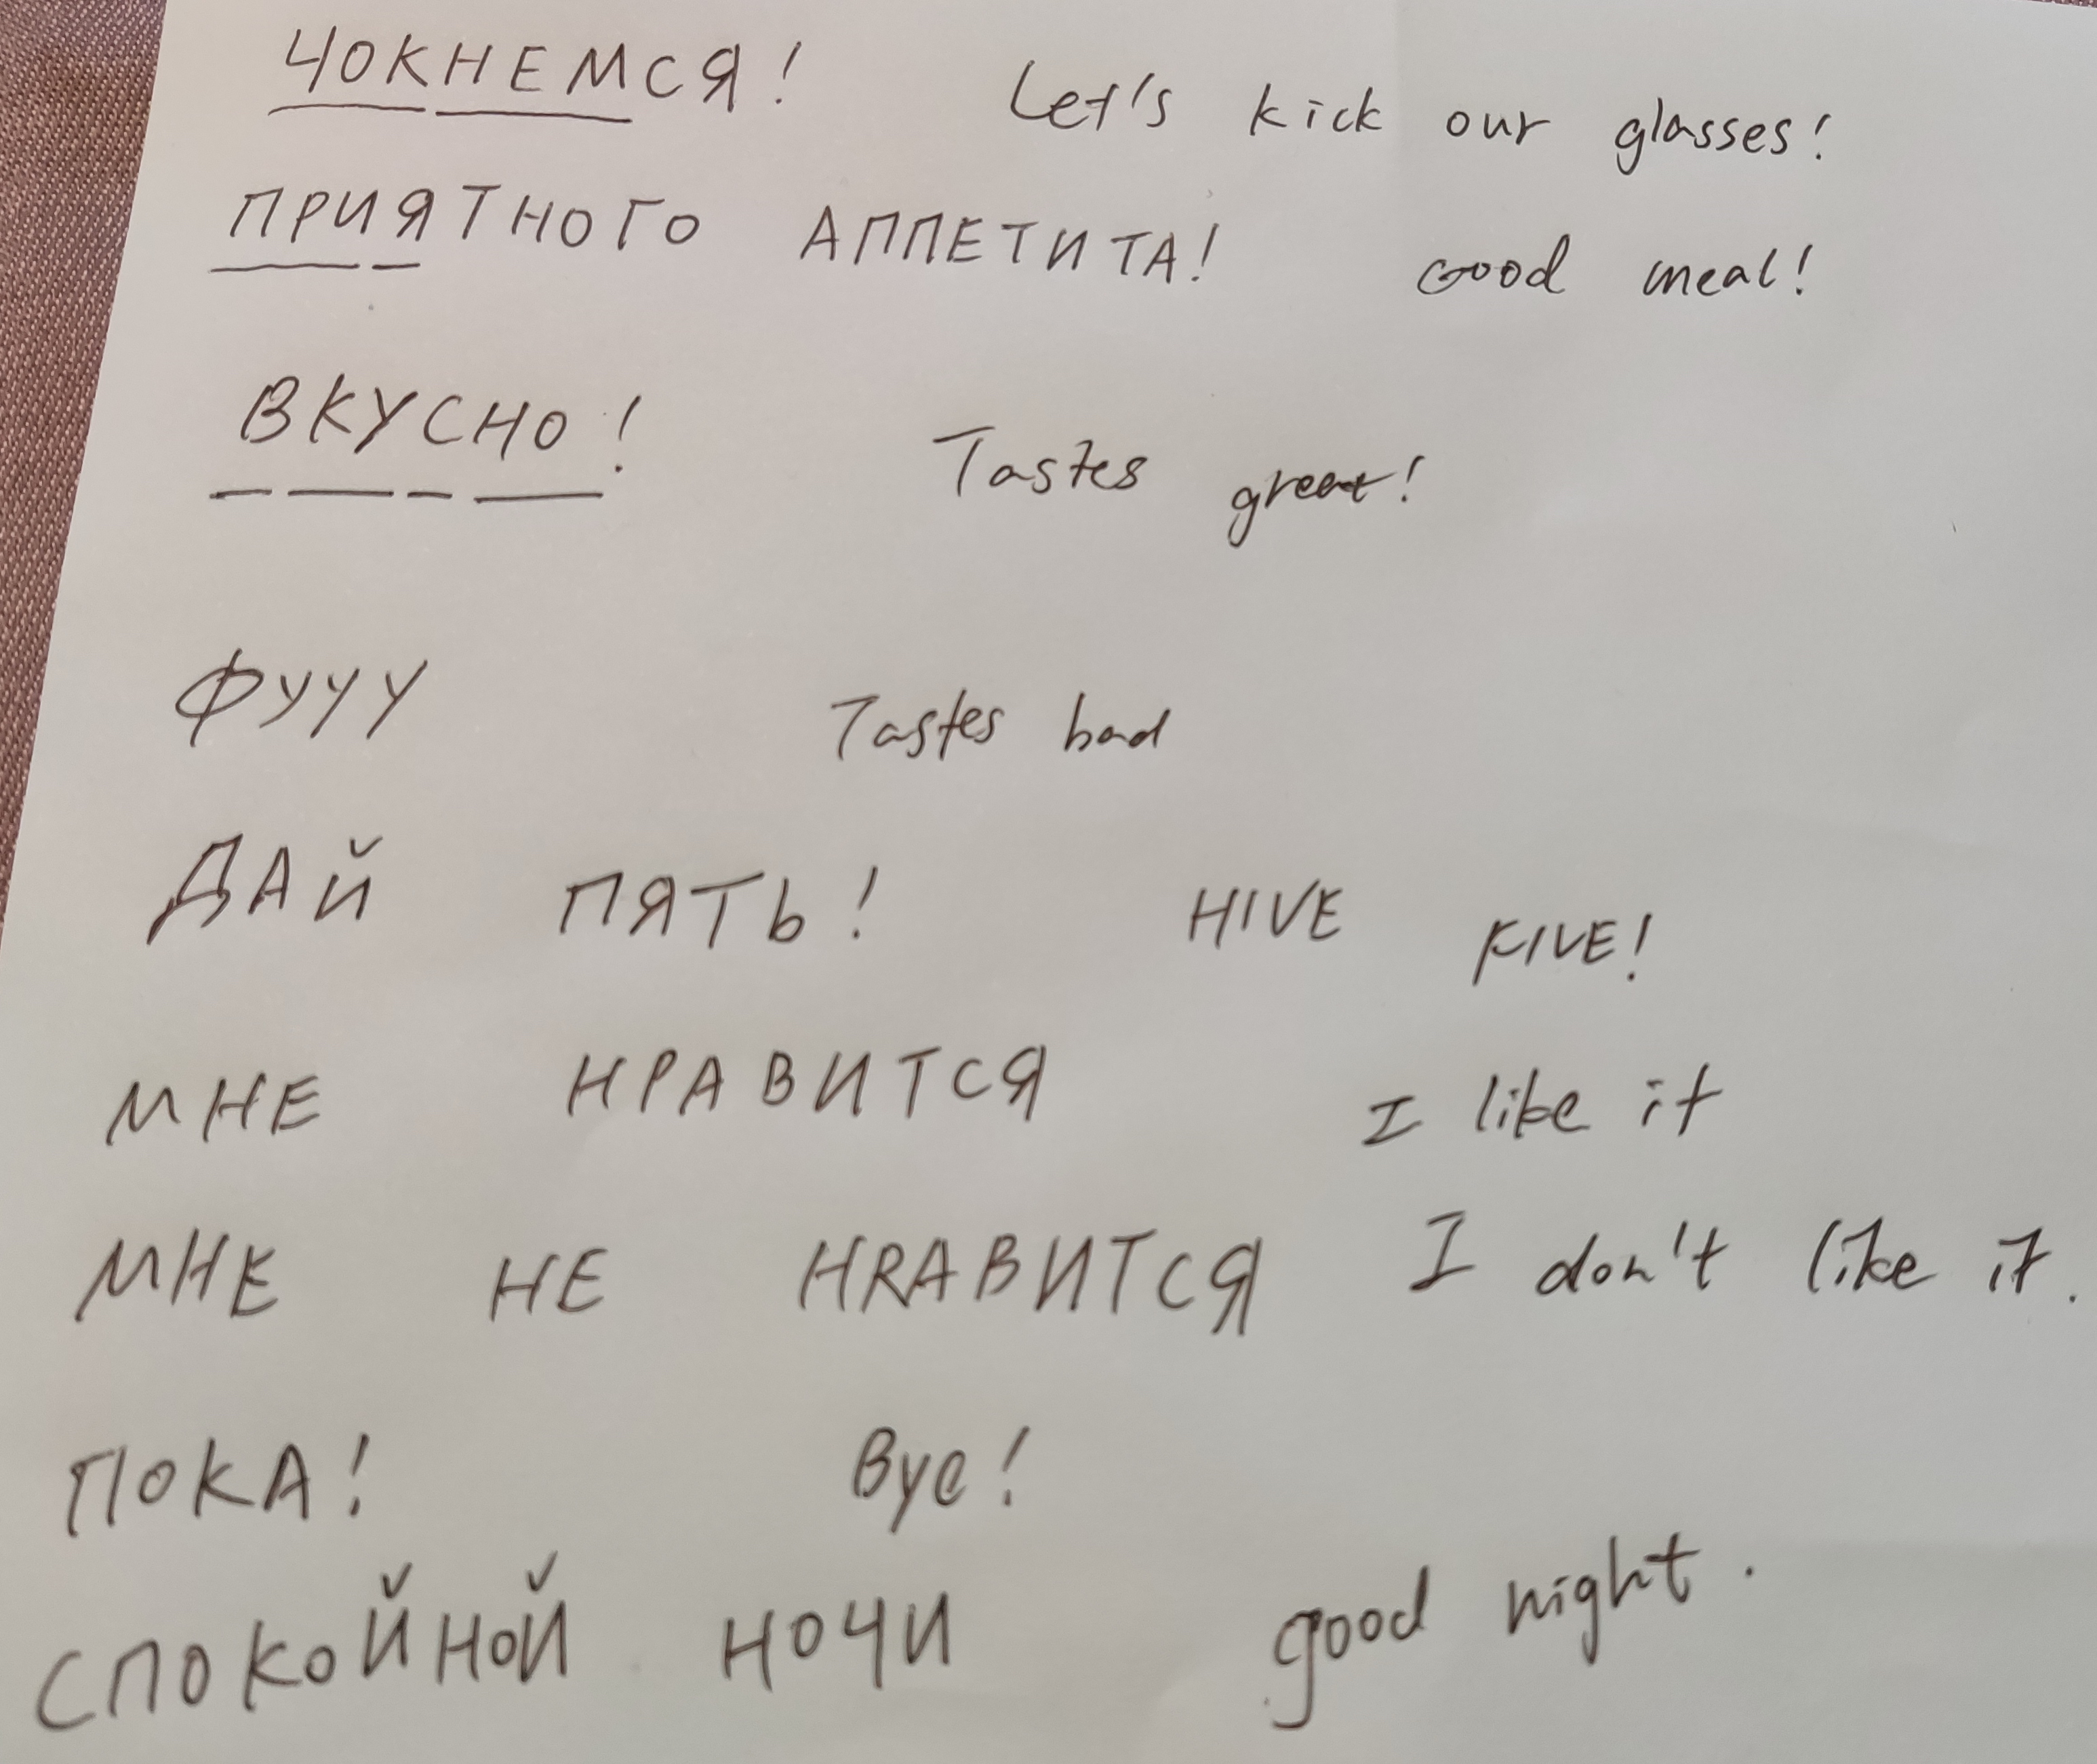 ЧОКНЕМСЯ! Let's kick our glasses!
ПРИЯТНОГО АППЕТИТА! Good meal!
ВКУСНО! Tastes great!
ФУУУ Tastes bad
ДАЙ ПЯТЬ! HIVE FIVE!
МНЕ НРАВИТСЯ I like it
МНЕ НЕ НRАВИТСЯ I don't like it.
ПОКА! Bye!
СПОКОЙНОЙ НОЧИ good night.